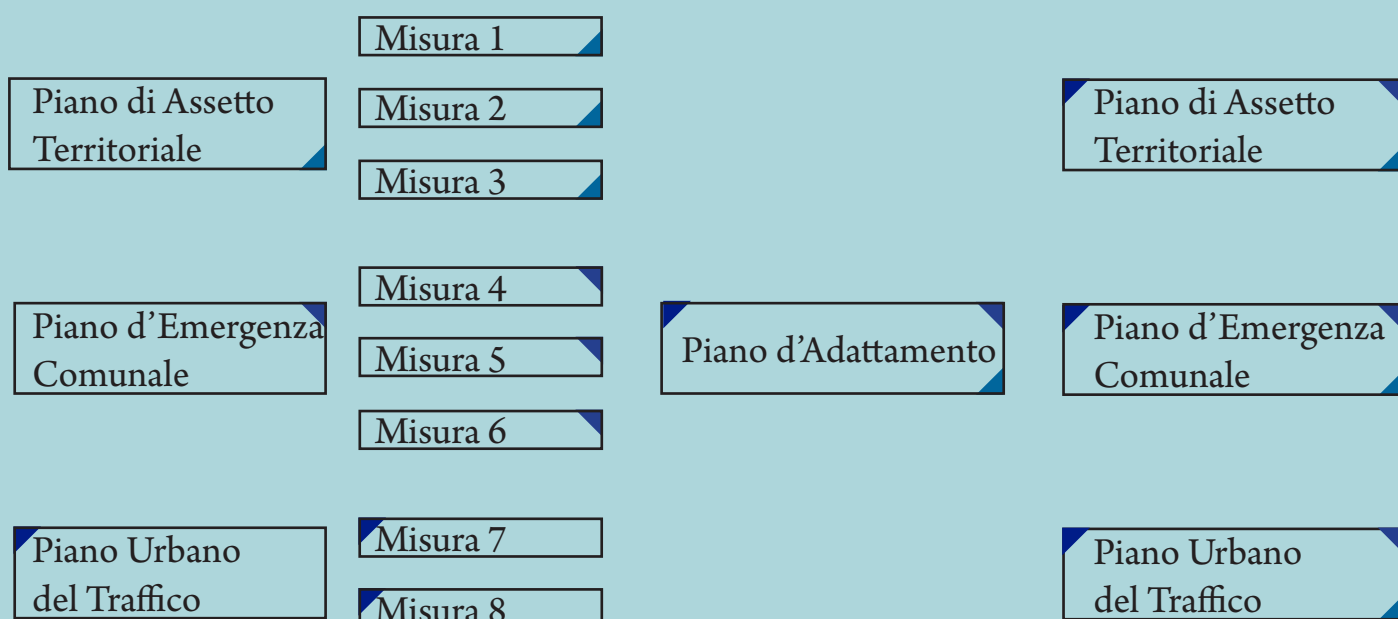 Piano di Assetto
Territoriale
Misura 1
Misura 2
Misura 3
Piano d’Emergenza
Comunale
Misura 4
Misura 5
Misura 6
Piano Urbano
del Traffico
Misura 7
Misura 8
Piano d’Adattamento
Piano di Assetto
Territoriale
Piano d’Emergenza
Comunale
Piano Urbano
del Traffico